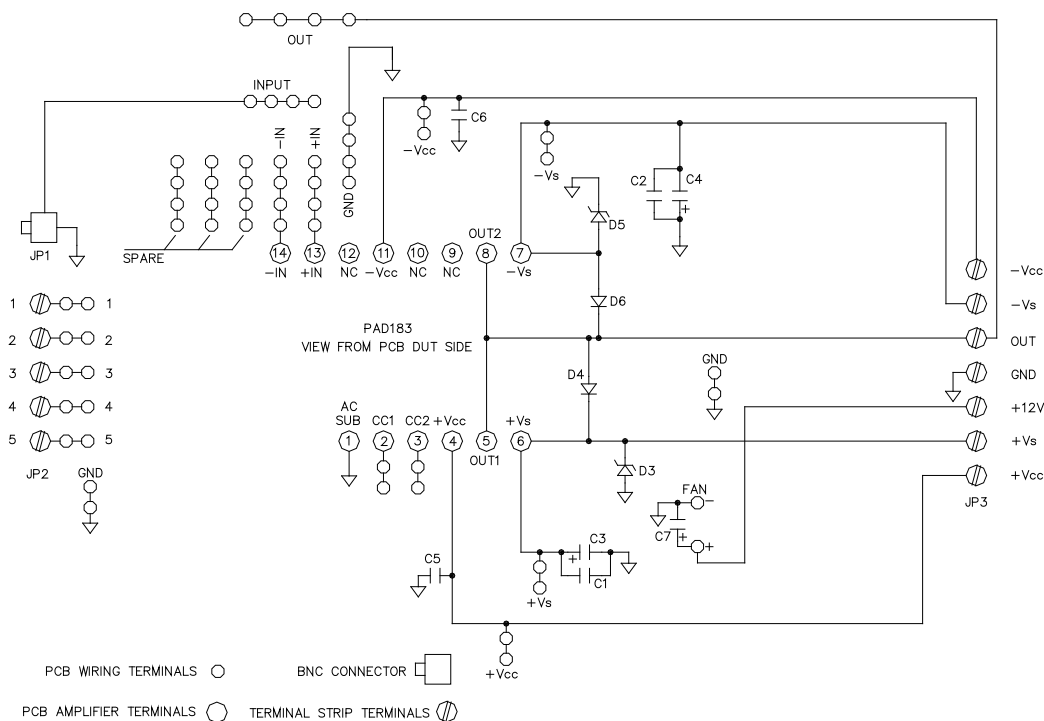 OUT
INPUT
-IN
+IN
GND
-Vcc
C6
-Vs
C2
C4
+
D5
JP1
SPARE
14
13
12
11
10
9
OUT2
8
7
-IN
+IN
NC
-Vcc
NC
NC
-Vs
-Vcc
-Vs
OUT
GND
+12V
+Vs
+Vcc
JP3
1
1
2
2
3
3
4
4
5
5
JP2
GND
D6
PAD183
VIEW FROM PCB DUT SIDE
D4
GND
AC
SUB
CC1
CC2
+Vcc
+Vs
1
2
3
4
5
6
OUT1
D3
FAN
-
C7
+
+
C5
C3
+
C1
+Vs
+Vcc
PCB WIRING TERMINALS
BNC CONNECTOR
PCB AMPLIFIER TERMINALS
TERMINAL STRIP TERMINALS